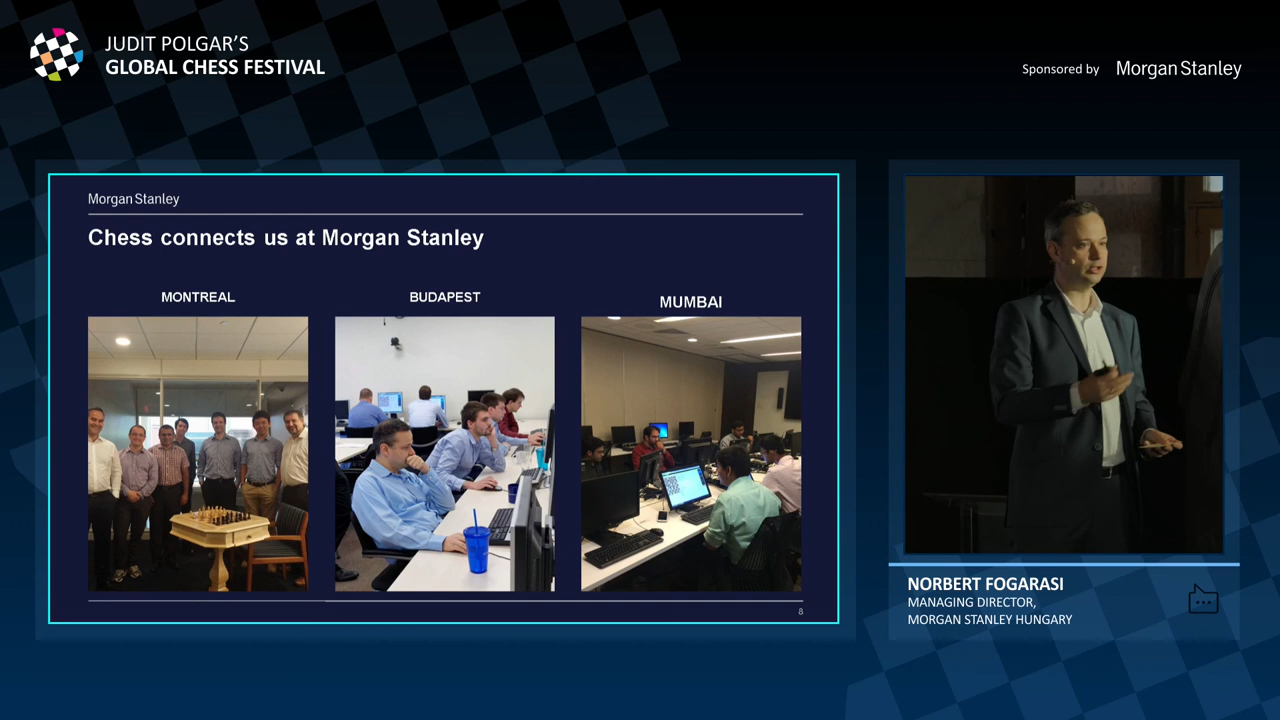 JUDIT POLGAR'S
GLOBAL CHESS FESTIVAL
Sponsored by Morgan Stanley
Morgan Stanley
Chess connects us at Morgan Stanley
MONTREAL
BUDAPEST
MUMBAI
8
NORBERT FOGARASI
MANAGING DIRECTOR,
MORGAN STANLEY HUNGARY